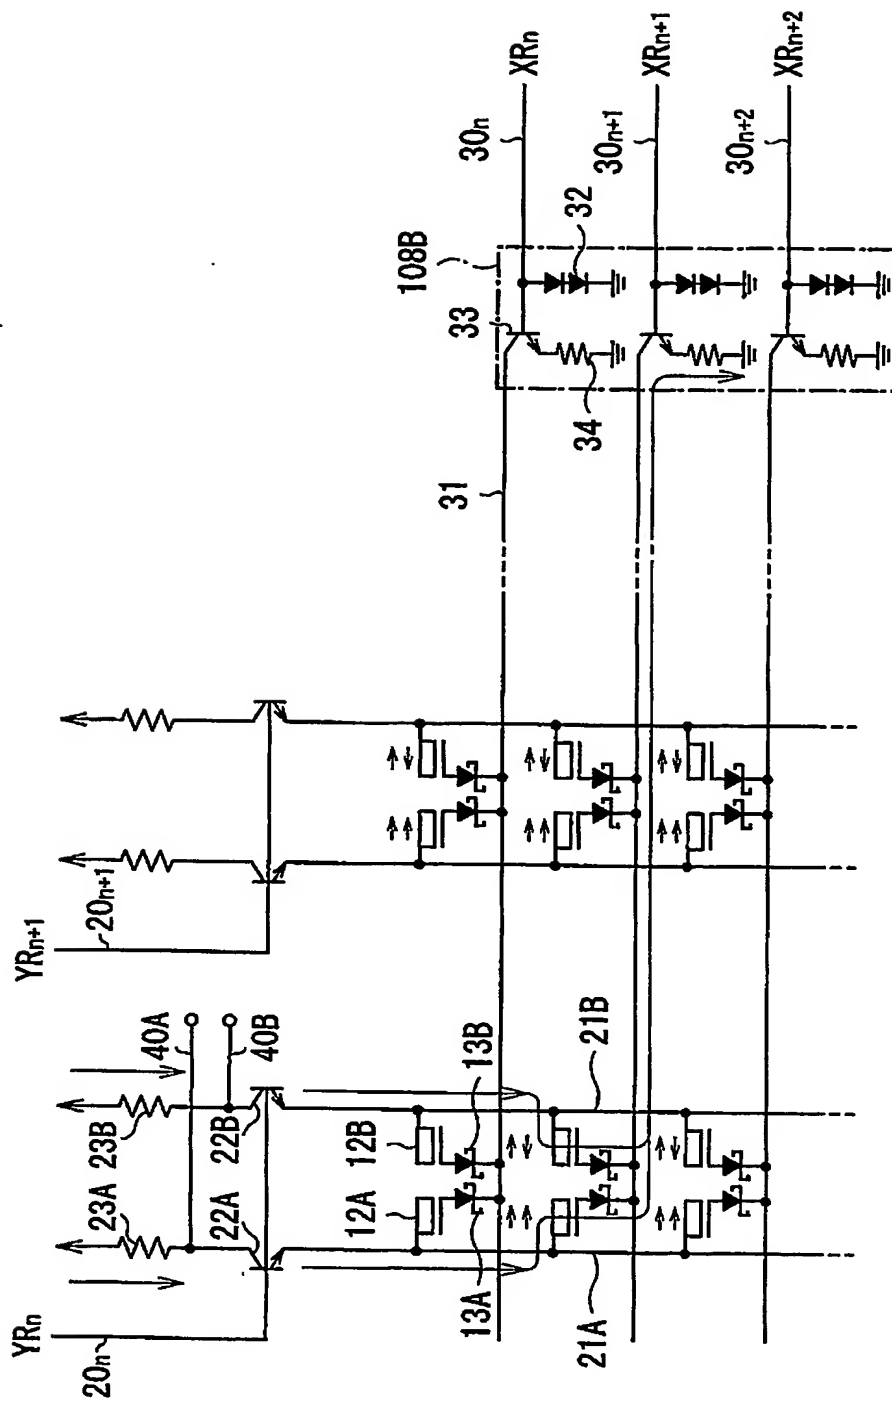 YRn
20n
23A
22A
23B
22B
40A
40B
YRn+1
20n+1
12A
12B
13A
13B
21A
21B
31
108B
33
34
32
30n
XRn
30n+1
XRn+1
30n+2
XRn+2